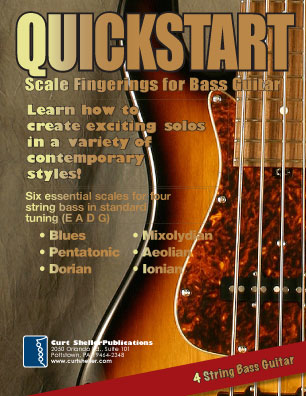 QUICKSTART
Scale Fingerings for Bass Guitar
Learn how to
create exciting solos
in a variety of
contemporary
styles!
Six essential scales for four
string bass in standard
tuning (E A D G)
• Blues
• Pentatonic
• Dorian
• Mixolydian
• Aeolian
• Ionian
Curt ShellerPublications
2050 Orlando Rd., Suite 101
Pottstown, PA 19464-2348
www.curtsheller.com
4 String Bass Guitar